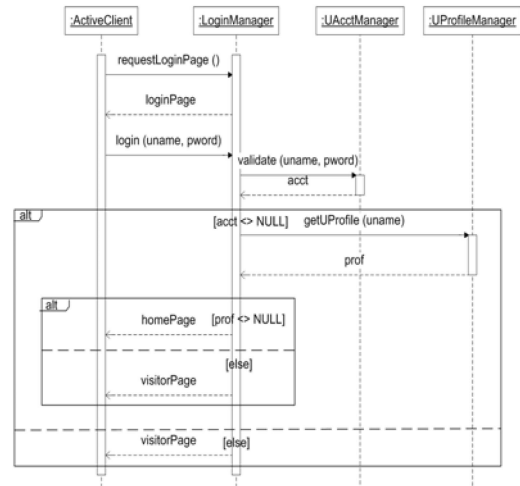 :ActiveClient :LoginManager :UAcctManager :UProfileManager
requestLoginPage ()
loginPage
login (uname, pword)
validate (uname, pword)
acct
alt
[acct <> NULL] getUProfile (uname)
prof
alt
homePage [prof <> NULL]
[else]
visitorPage
visitorPage [else]